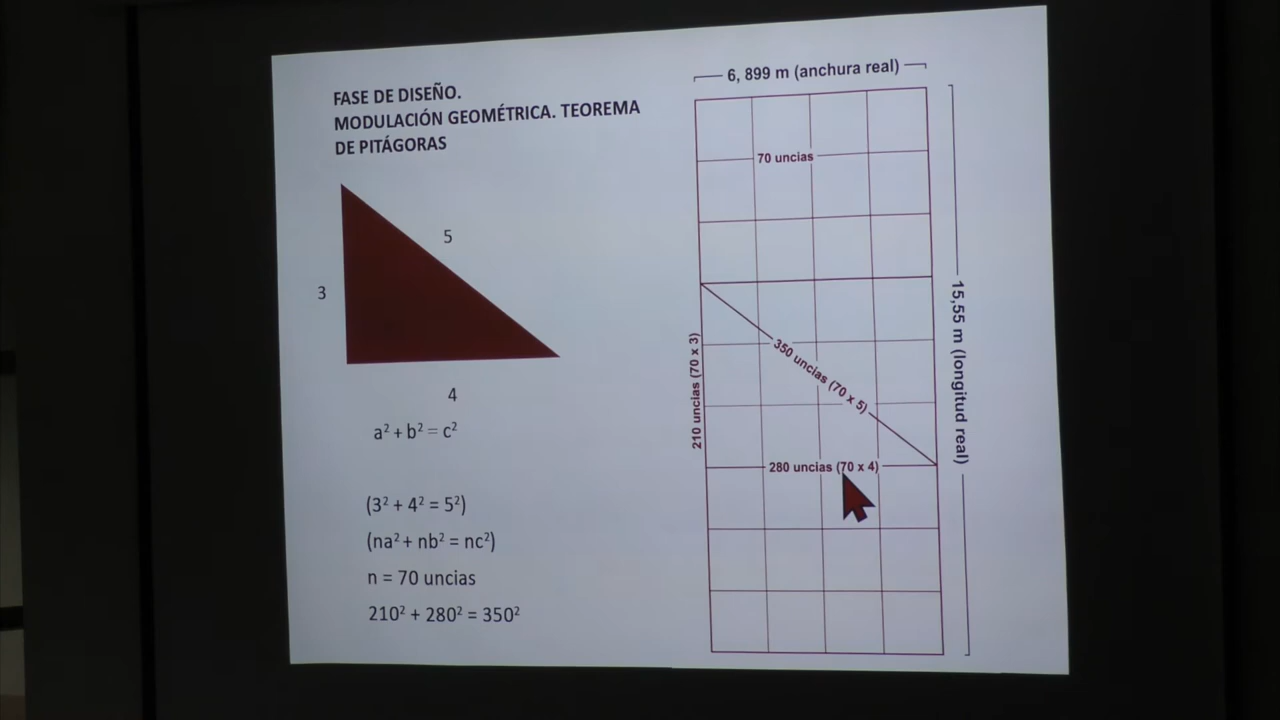 FASE DE DISEÑO.
MODULACIÓN GEOMÉTRICA. TEOREMA
DE PITÁGORAS
5
3
4
a² + b² = c²
(3² + 4² = 5²)
(na² + nb² = nc²)
n = 70 uncias
210² + 280² = 350²
6, 899 m (anchura real)
70 uncias
15,55 m (longitud real)
350 uncias (70 x 5)
210 uncias (70 x 3)
280 uncias (70 x 4)